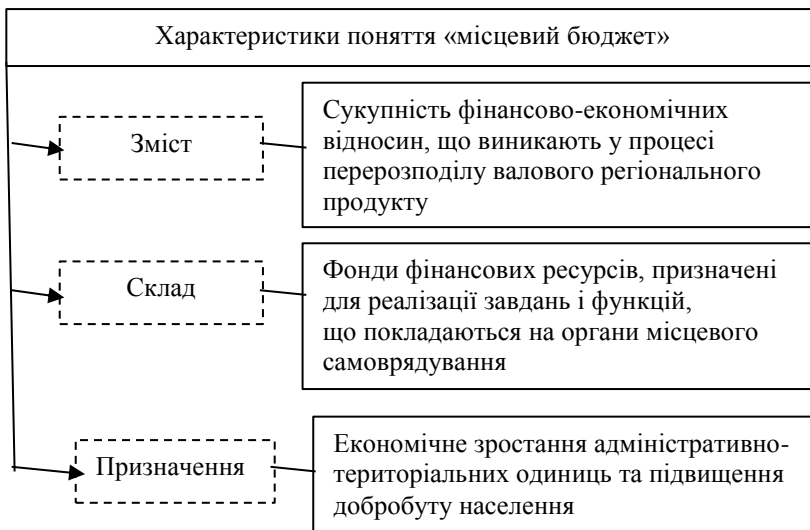 Характеристики поняття «місцевий бюджет»
Зміст
Сукупність фінансово-економічних
відносин, що виникають у процесі
перерозподілу валового регіонального
продукту
Склад
Фонди фінансових ресурсів, призначені
для реалізації завдань і функцій,
що покладаються на органи місцевого
самоврядування
Призначення
Економічне зростання адміністративно-
територіальних одиниць та підвищення
добробуту населення